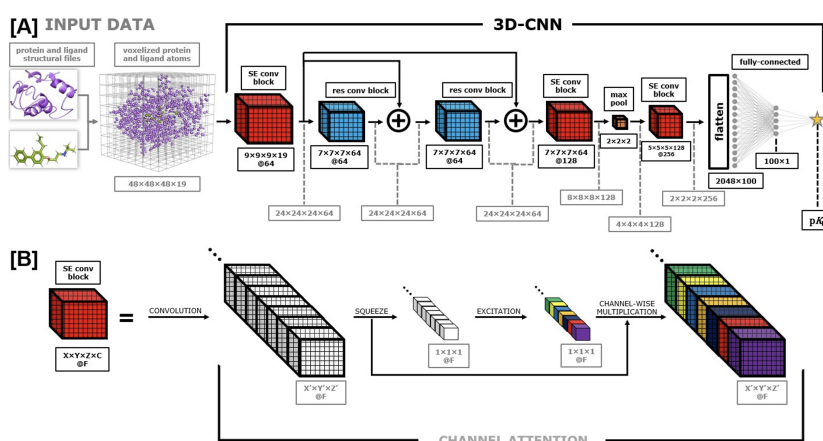 [A] INPUT DATA
3D-CNN
protein and ligand
structural files
voxelized protein
and ligand atoms
48×48×48×19
SE conv
block
9×9×9×19
@64
24×24×24×64
res conv block
7×7×7×64
@64
24×24×24×64
res conv block
7×7×7×64
@64
24×24×24×64
SE conv
block
7×7×7×64
@128
8×8×8×128
max
pool
2×2×2
4×4×4×128
SE conv
block
5×5×5×128
@256
2×2×2×256
flatten
fully-connected
2048×100
100×1
[B]
SE conv
block
X×Y×Z×C
@F
=
CONVOLUTION
X′×Y′×Z′
@F
SQUEEZE
1×1×1
@F
EXCITATION
1×1×1
@F
CHANNEL-WISE
MULTIPLICATION
X′×Y′×Z′
@F
CHANNEL ATTENTION